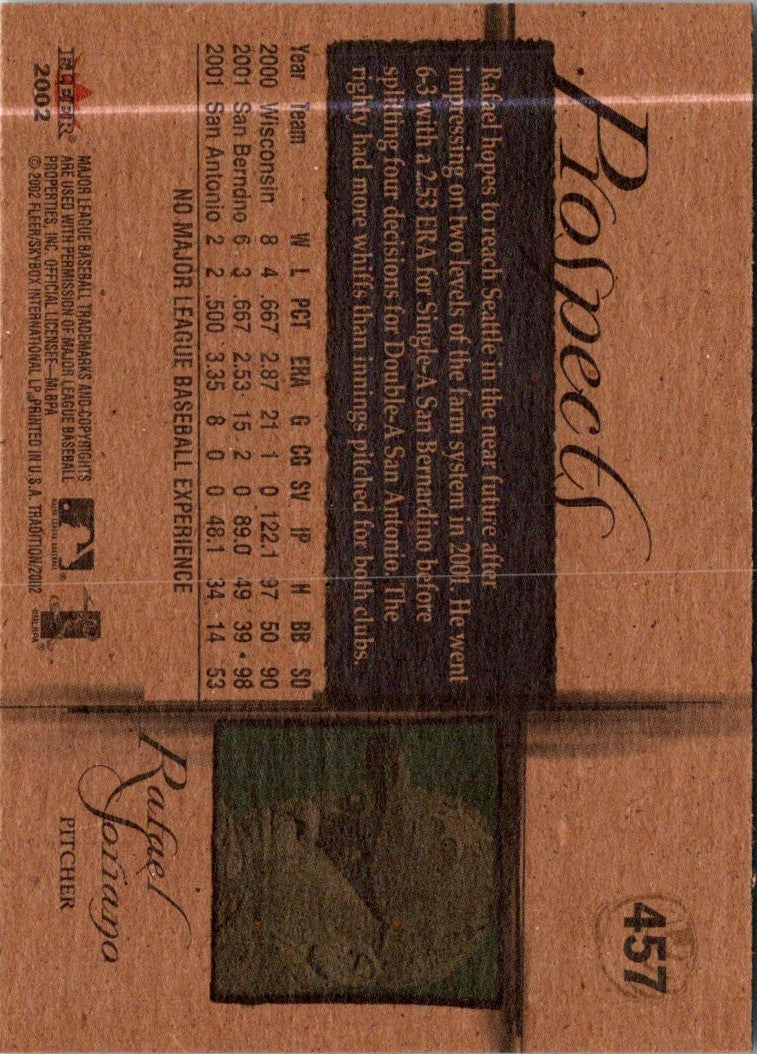 Prospects
457
Rafael hopes to reach Seattle in the near future after
impressing on two levels of the farm system in 2001. He went
6-3 with a 2.53 ERA for Single-A San Bernardino before
splitting four decisions for Double-A San Antonio. The
righty had more whiffs than innings pitched for both clubs.
Year Team W L PCT ERA G CG SV IP H BB SO
2000 Wisconsin 8 4 .667 2.87 21 1 0 122.1 97 50 90
2001 San Berndno 6 3 .667 2.53 15 2 0 89.0 49 39 98
2001 San Antonio 2 2 .500 3.35 8 0 0 48.1 34 14 53
NO MAJOR LEAGUE BASEBALL EXPERIENCE
Rafael
Soriano
PITCHER
FLEER®
2002
MAJOR LEAGUE BASEBALL TRADEMARKS AND COPYRIGHTS
ARE USED WITH PERMISSION OF MAJOR LEAGUE BASEBALL
PROPERTIES, INC. OFFICIAL LICENSEE—MLBPA
© 2002 FLEER/SKYBOX INTERNATIONAL LP. PRINTED IN U.S.A. TRADITION/2002